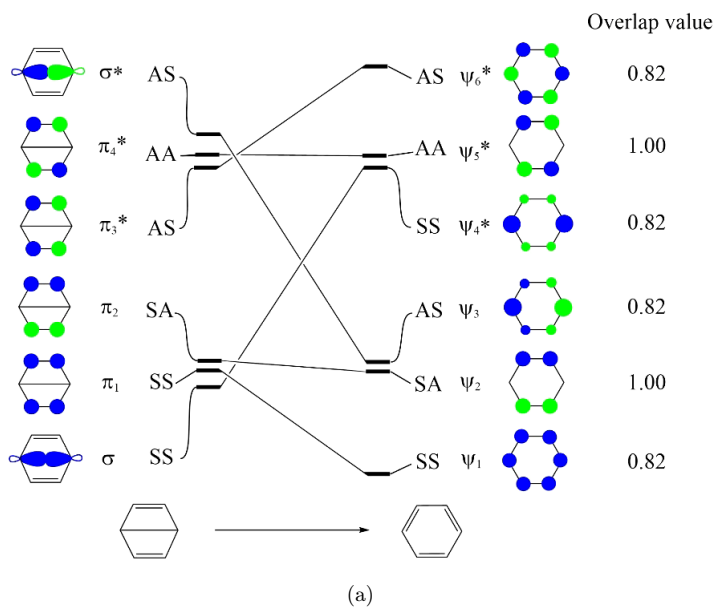 Overlap value
σ* AS AS ψ₆* 0.82
π₄* AA AA ψ₅* 1.00
π₃* AS SS ψ₄* 0.82
π₂ SA AS ψ₃ 0.82
π₁ SS SA ψ₂ 1.00
σ SS SS ψ₁ 0.82
(a)